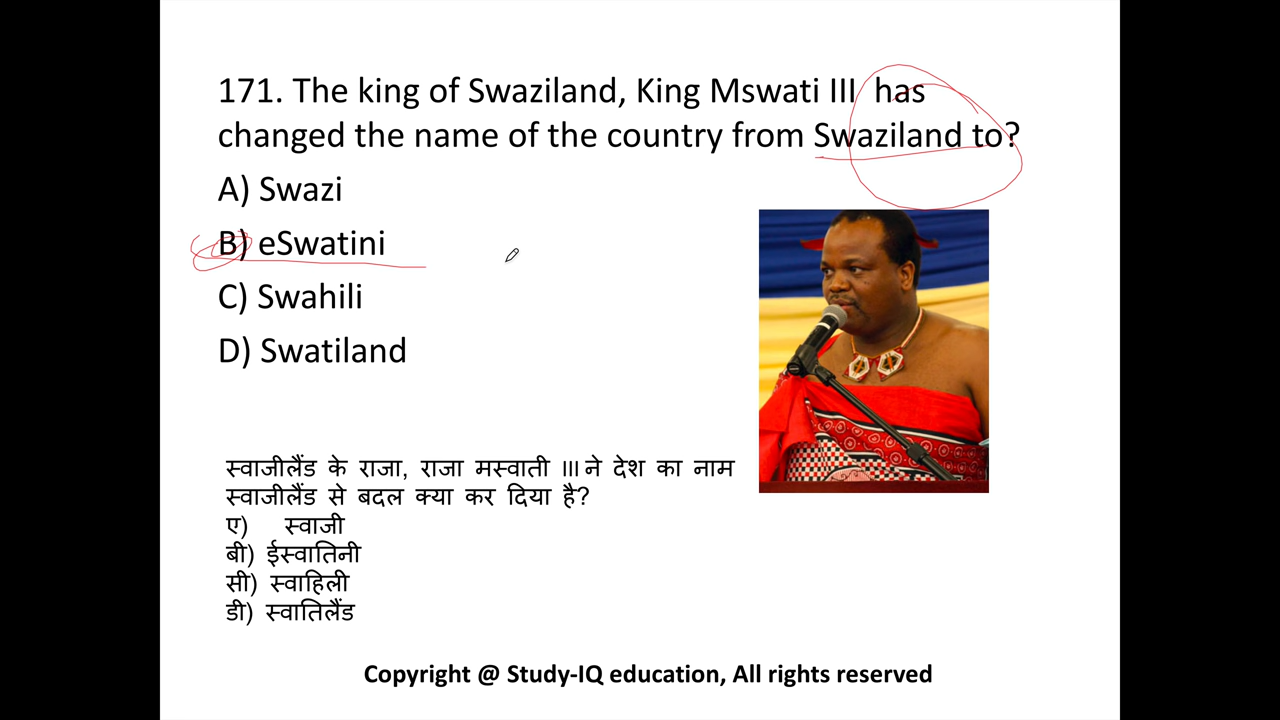 171. The king of Swaziland, King Mswati III has
changed the name of the country from Swaziland to?
A) Swazi
B) eSwatini
C) Swahili
D) Swatiland
स्वाजीलैंड के राजा, राजा मस्वाती III ने देश का नाम
स्वाजीलैंड से बदल क्या कर दिया है?
ए) स्वाजी
बी) ईस्वातिनी
सी) स्वाहिली
डी) स्वातिलैंड
Copyright @ Study-IQ education, All rights reserved